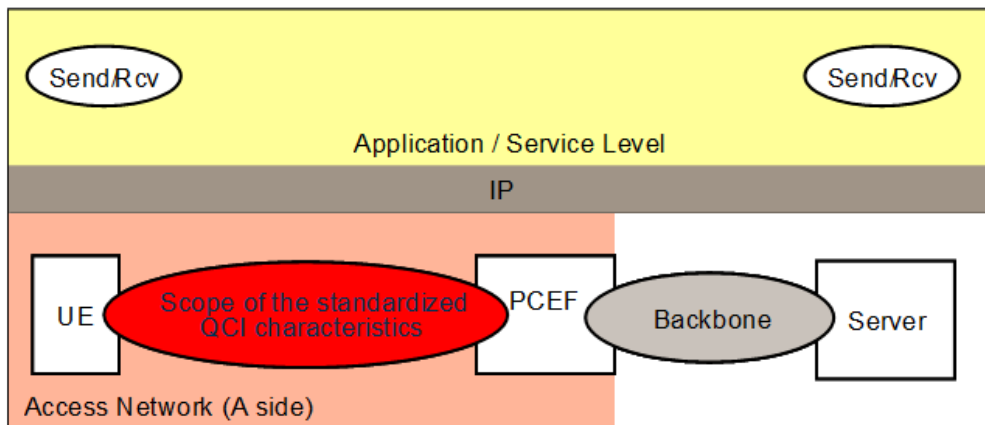 Send/Rcv
Send/Rcv
Application / Service Level
IP
UE
Scope of the standardized
QCI characteristics
PCEF
Backbone
Server
Access Network (A side)